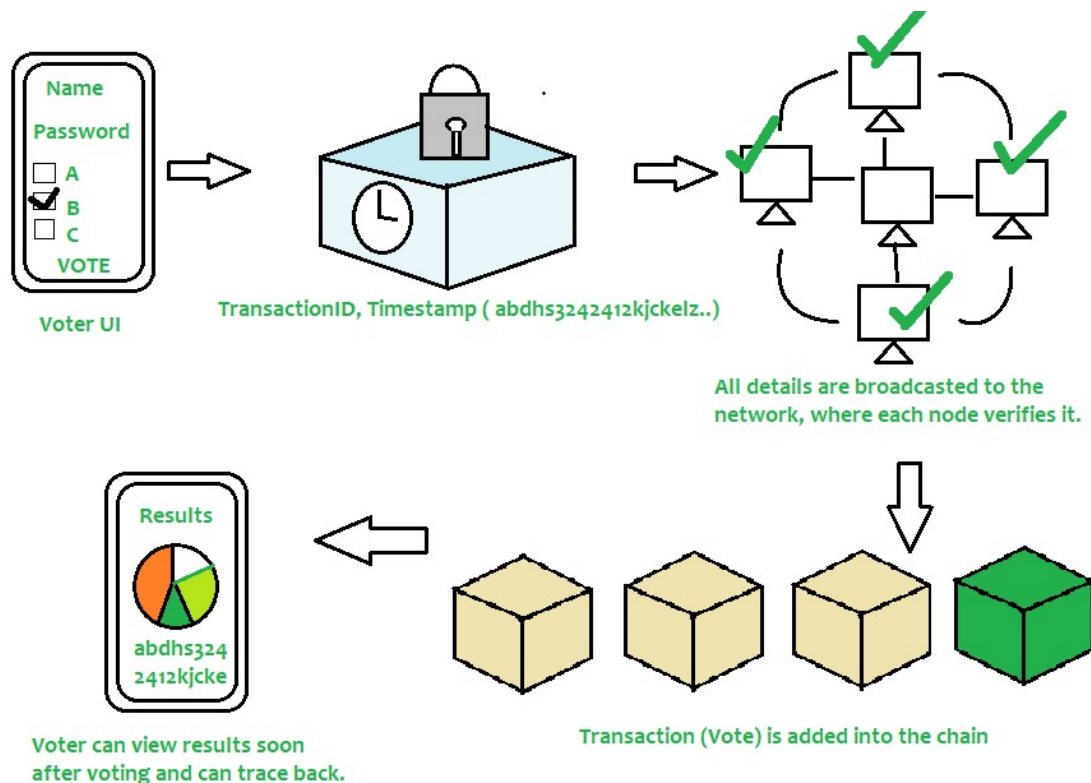 Name
Password
A
B
C
VOTE
Voter UI
TransactionID, Timestamp ( abdhs3242412kjckelz..)
All details are broadcasted to the
network, where each node verifies it.
Results
abdhs324
2412kjcke
Voter can view results soon
after voting and can trace back.
Transaction (Vote) is added into the chain